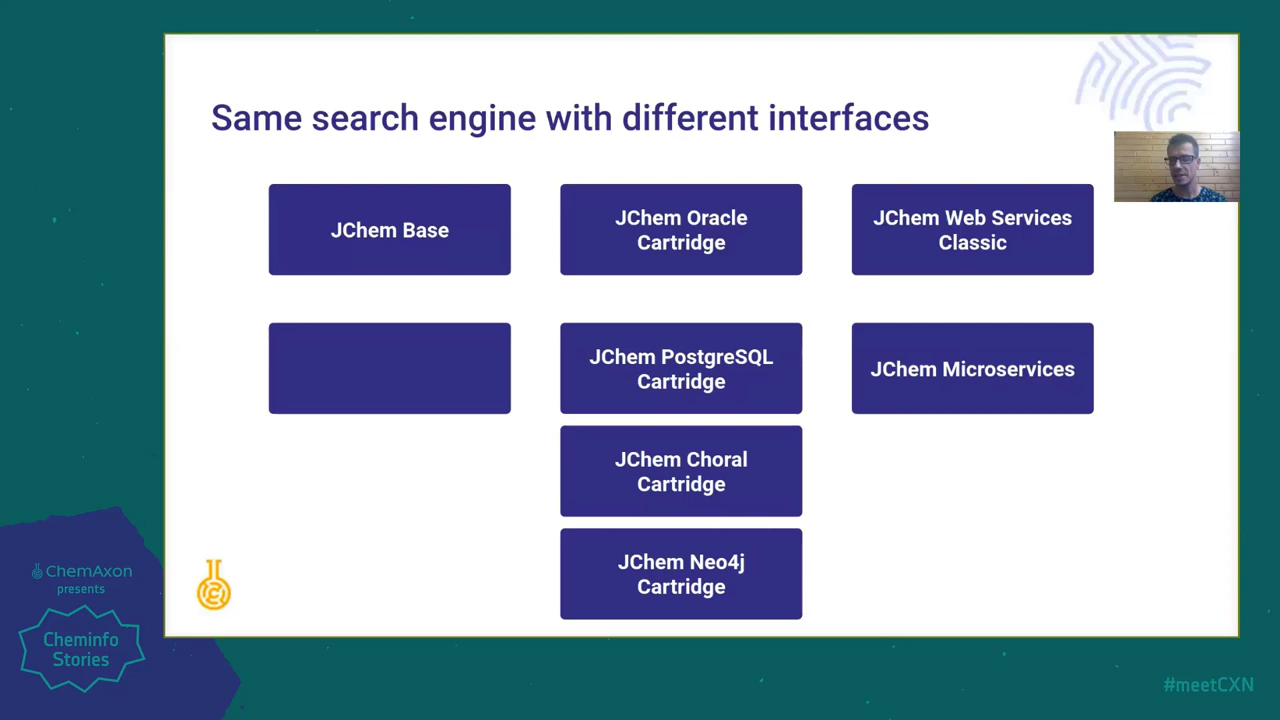 Same search engine with different interfaces
JChem Base
JChem Oracle
Cartridge
JChem Web Services
Classic
JChem PostgreSQL
Cartridge
JChem Microservices
JChem Choral
Cartridge
JChem Neo4j
Cartridge
ChemAxon
presents
Cheminfo
Stories
#meetCXN